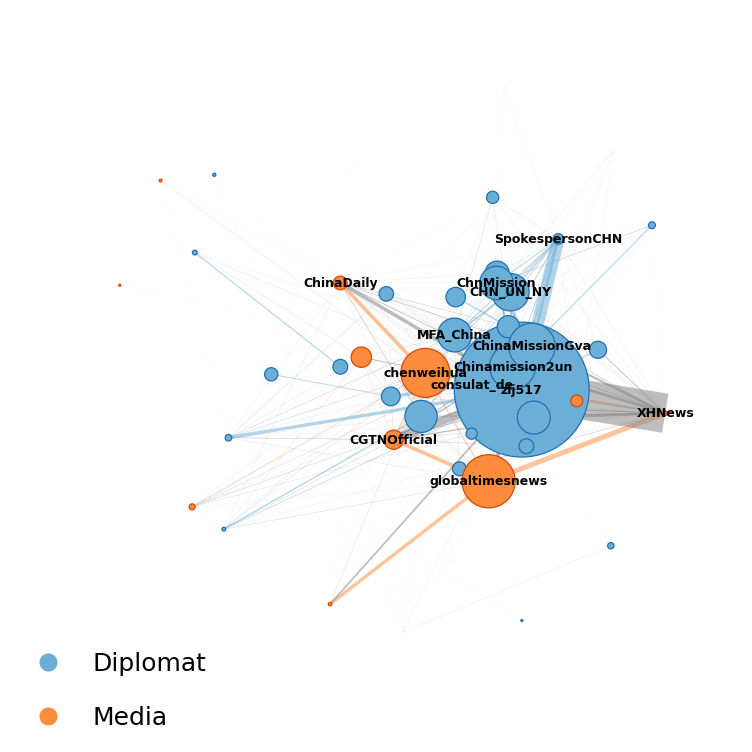 SpokespersonCHN
ChinaDaily
ChnMission
CHN_UN_NY
MFA_China
ChinaMissionGva
Chinamission2un
chenweihua
consulat_de
zlj517
XHNews
CGTNOfficial
globaltimesnews
Diplomat
Media